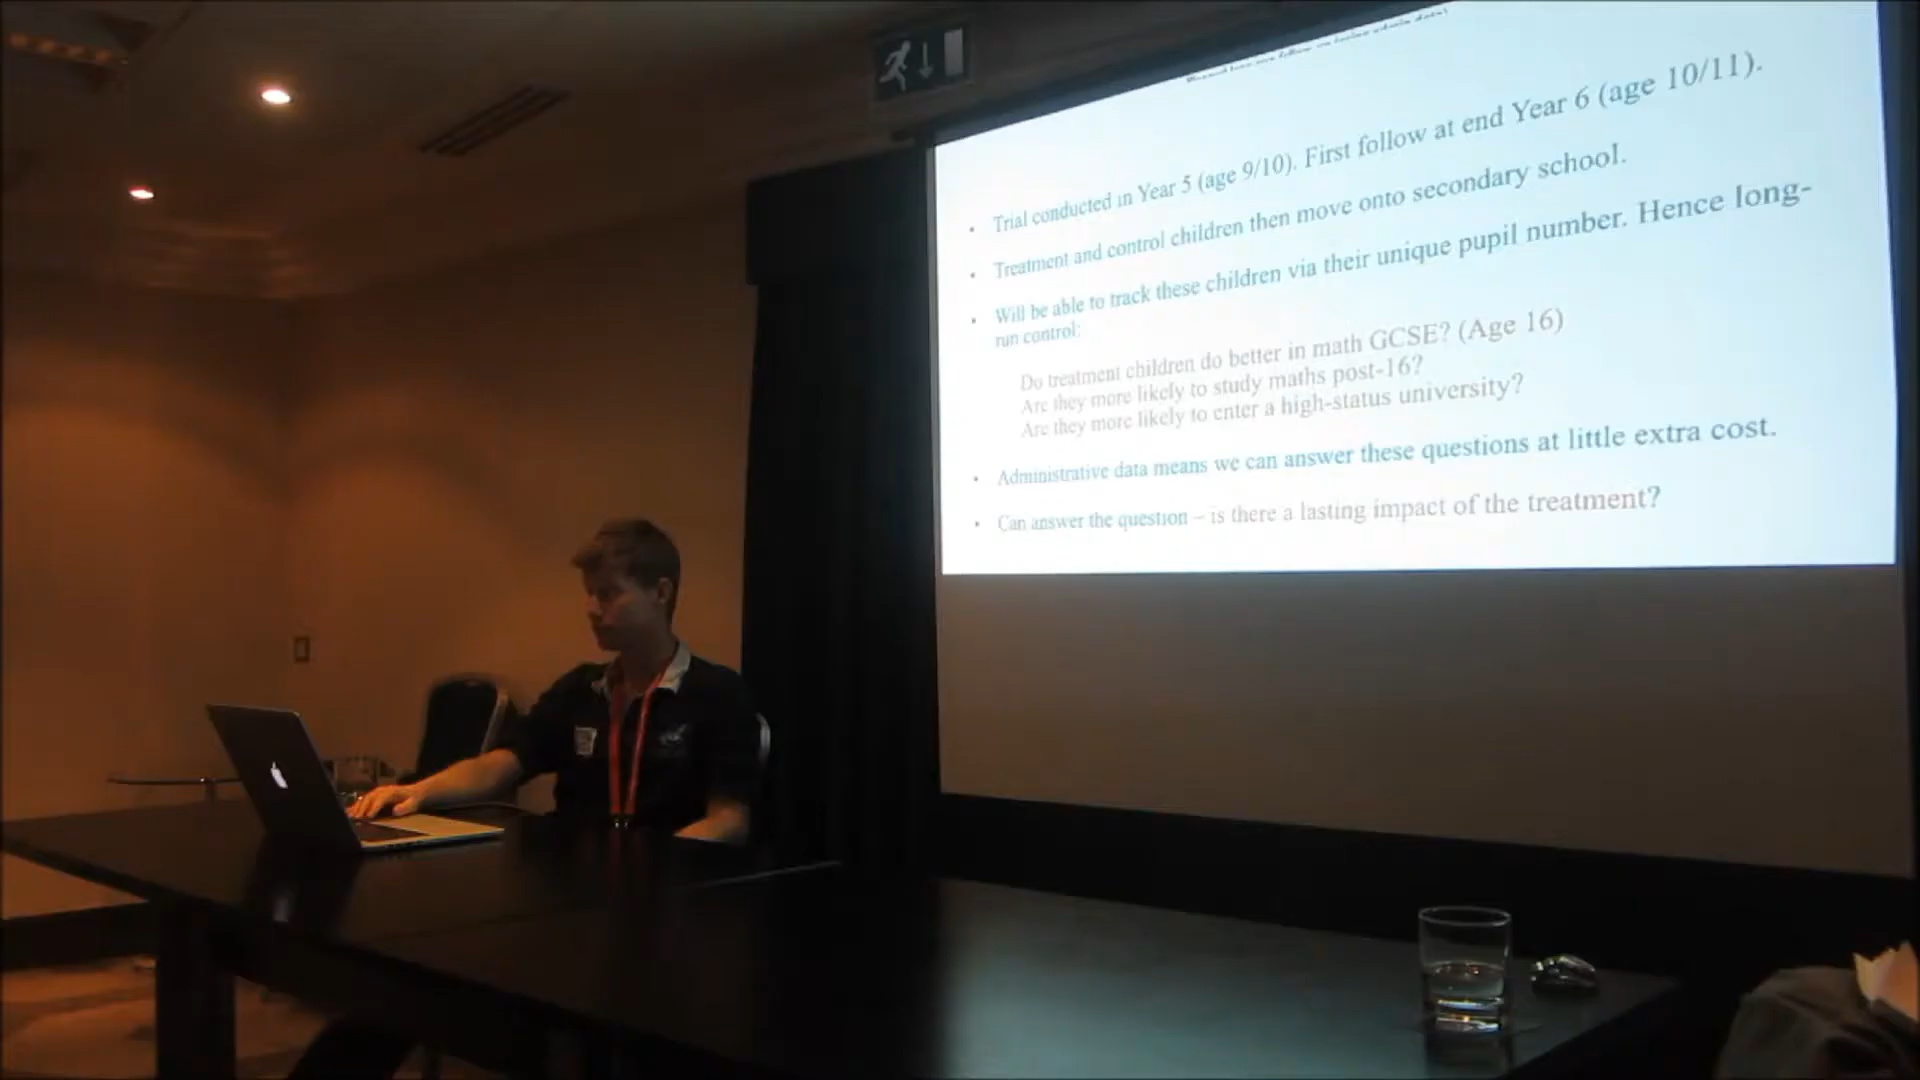 • Trial conducted in Year 5 (age 9/10). First follow at end Year 6 (age 10/11).
• Treatment and control children then move onto secondary school.
• Will be able to track these children via their unique pupil number. Hence long-
run control:
Do treatment children do better in math GCSE? (Age 16)
Are they more likely to study maths post-16?
Are they more likely to enter a high-status university?
• Administrative data means we can answer these questions at little extra cost.
• Can answer the question – is there a lasting impact of the treatment?